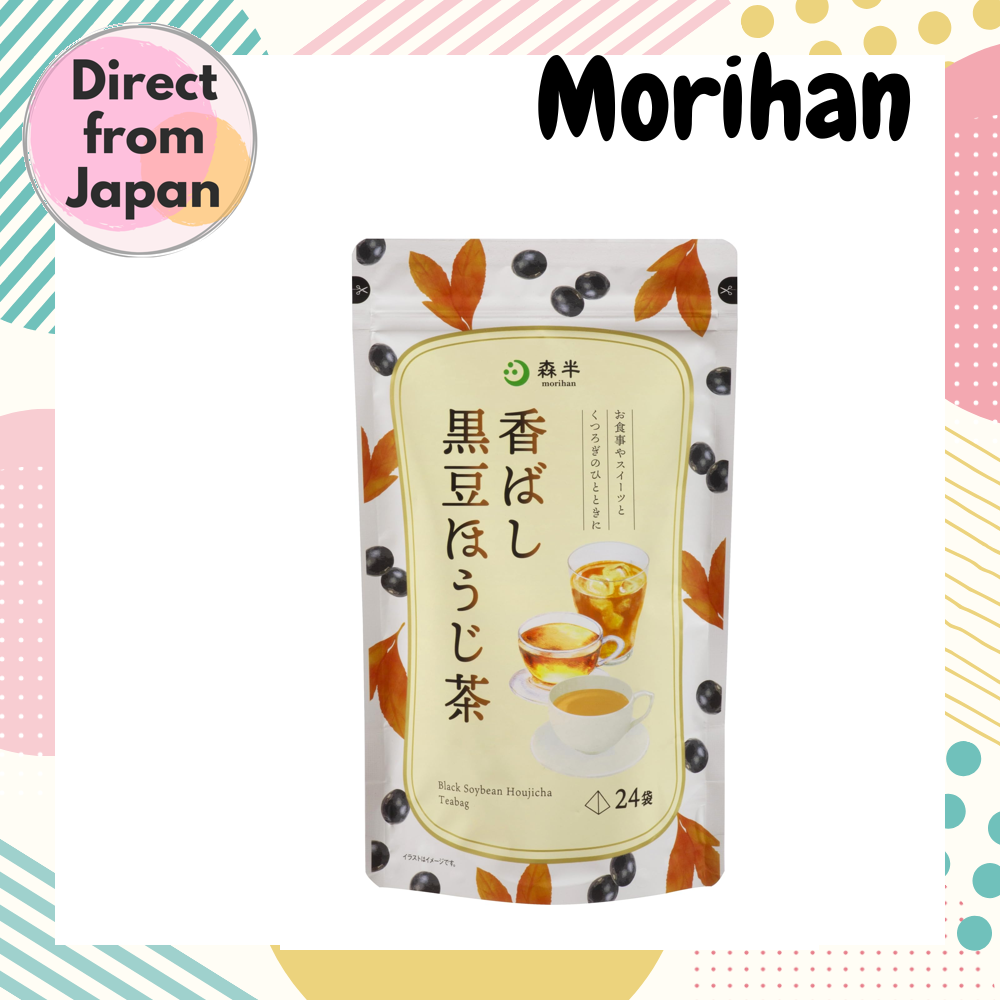 Direct
from
Japan
Morihan
森半
morihan
お食事やスイーツと
くつろぎのひとときに
香ばし
黒豆ほうじ茶
Black Soybean Houjicha
Teabag
24袋
イラストはイメージです。